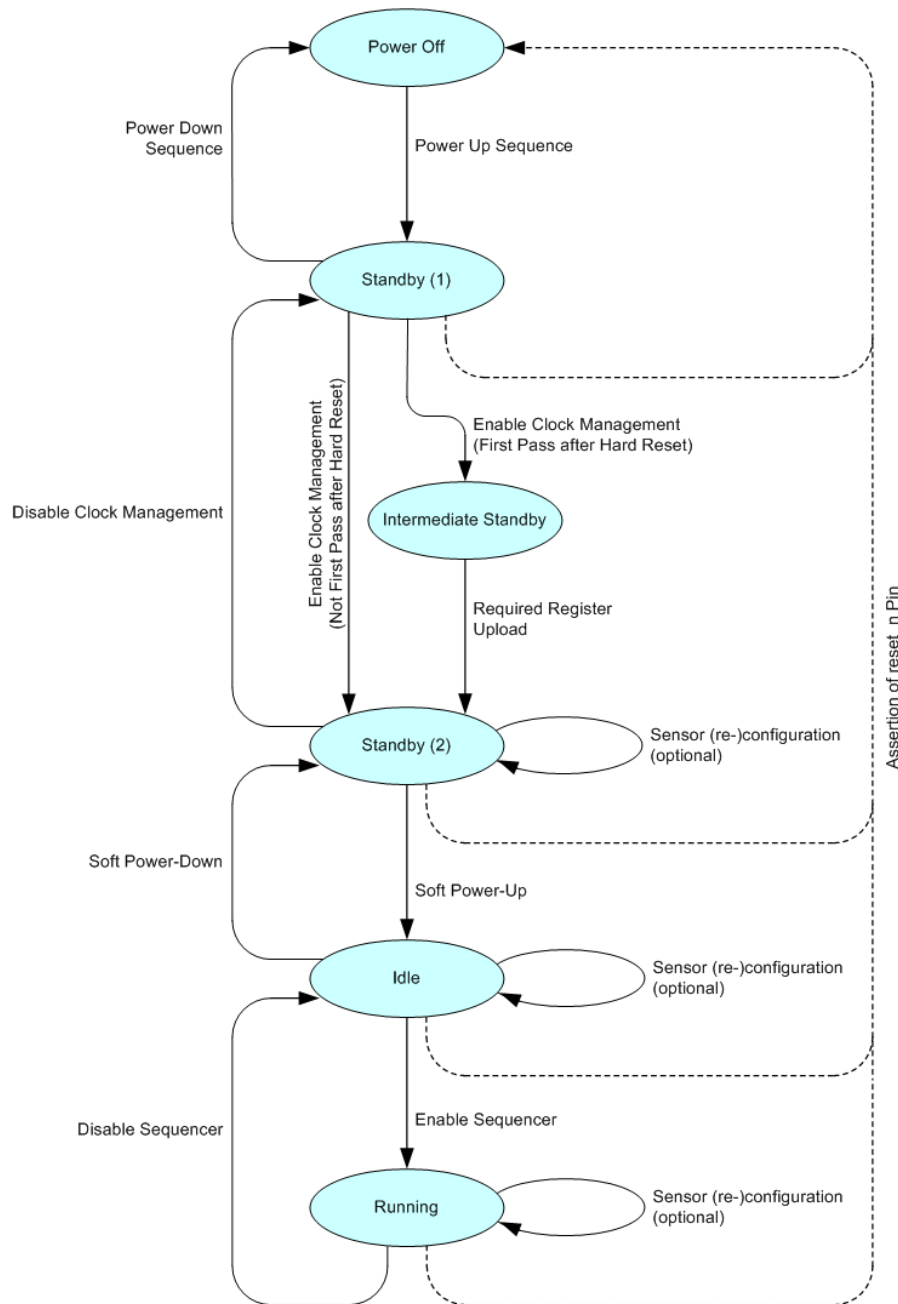 Power Off
Power Down
Sequence
Power Up Sequence
Standby (1)
Enable Clock Management
(Not First Pass after Hard Reset)
Enable Clock Management
(First Pass after Hard Reset)
Disable Clock Management
Intermediate Standby
Required Register
Upload
Assertion of reset_n Pin
Standby (2)
Sensor (re-)configuration
(optional)
Soft Power-Down
Soft Power-Up
Idle
Sensor (re-)configuration
(optional)
Disable Sequencer
Enable Sequencer
Running
Sensor (re-)configuration
(optional)